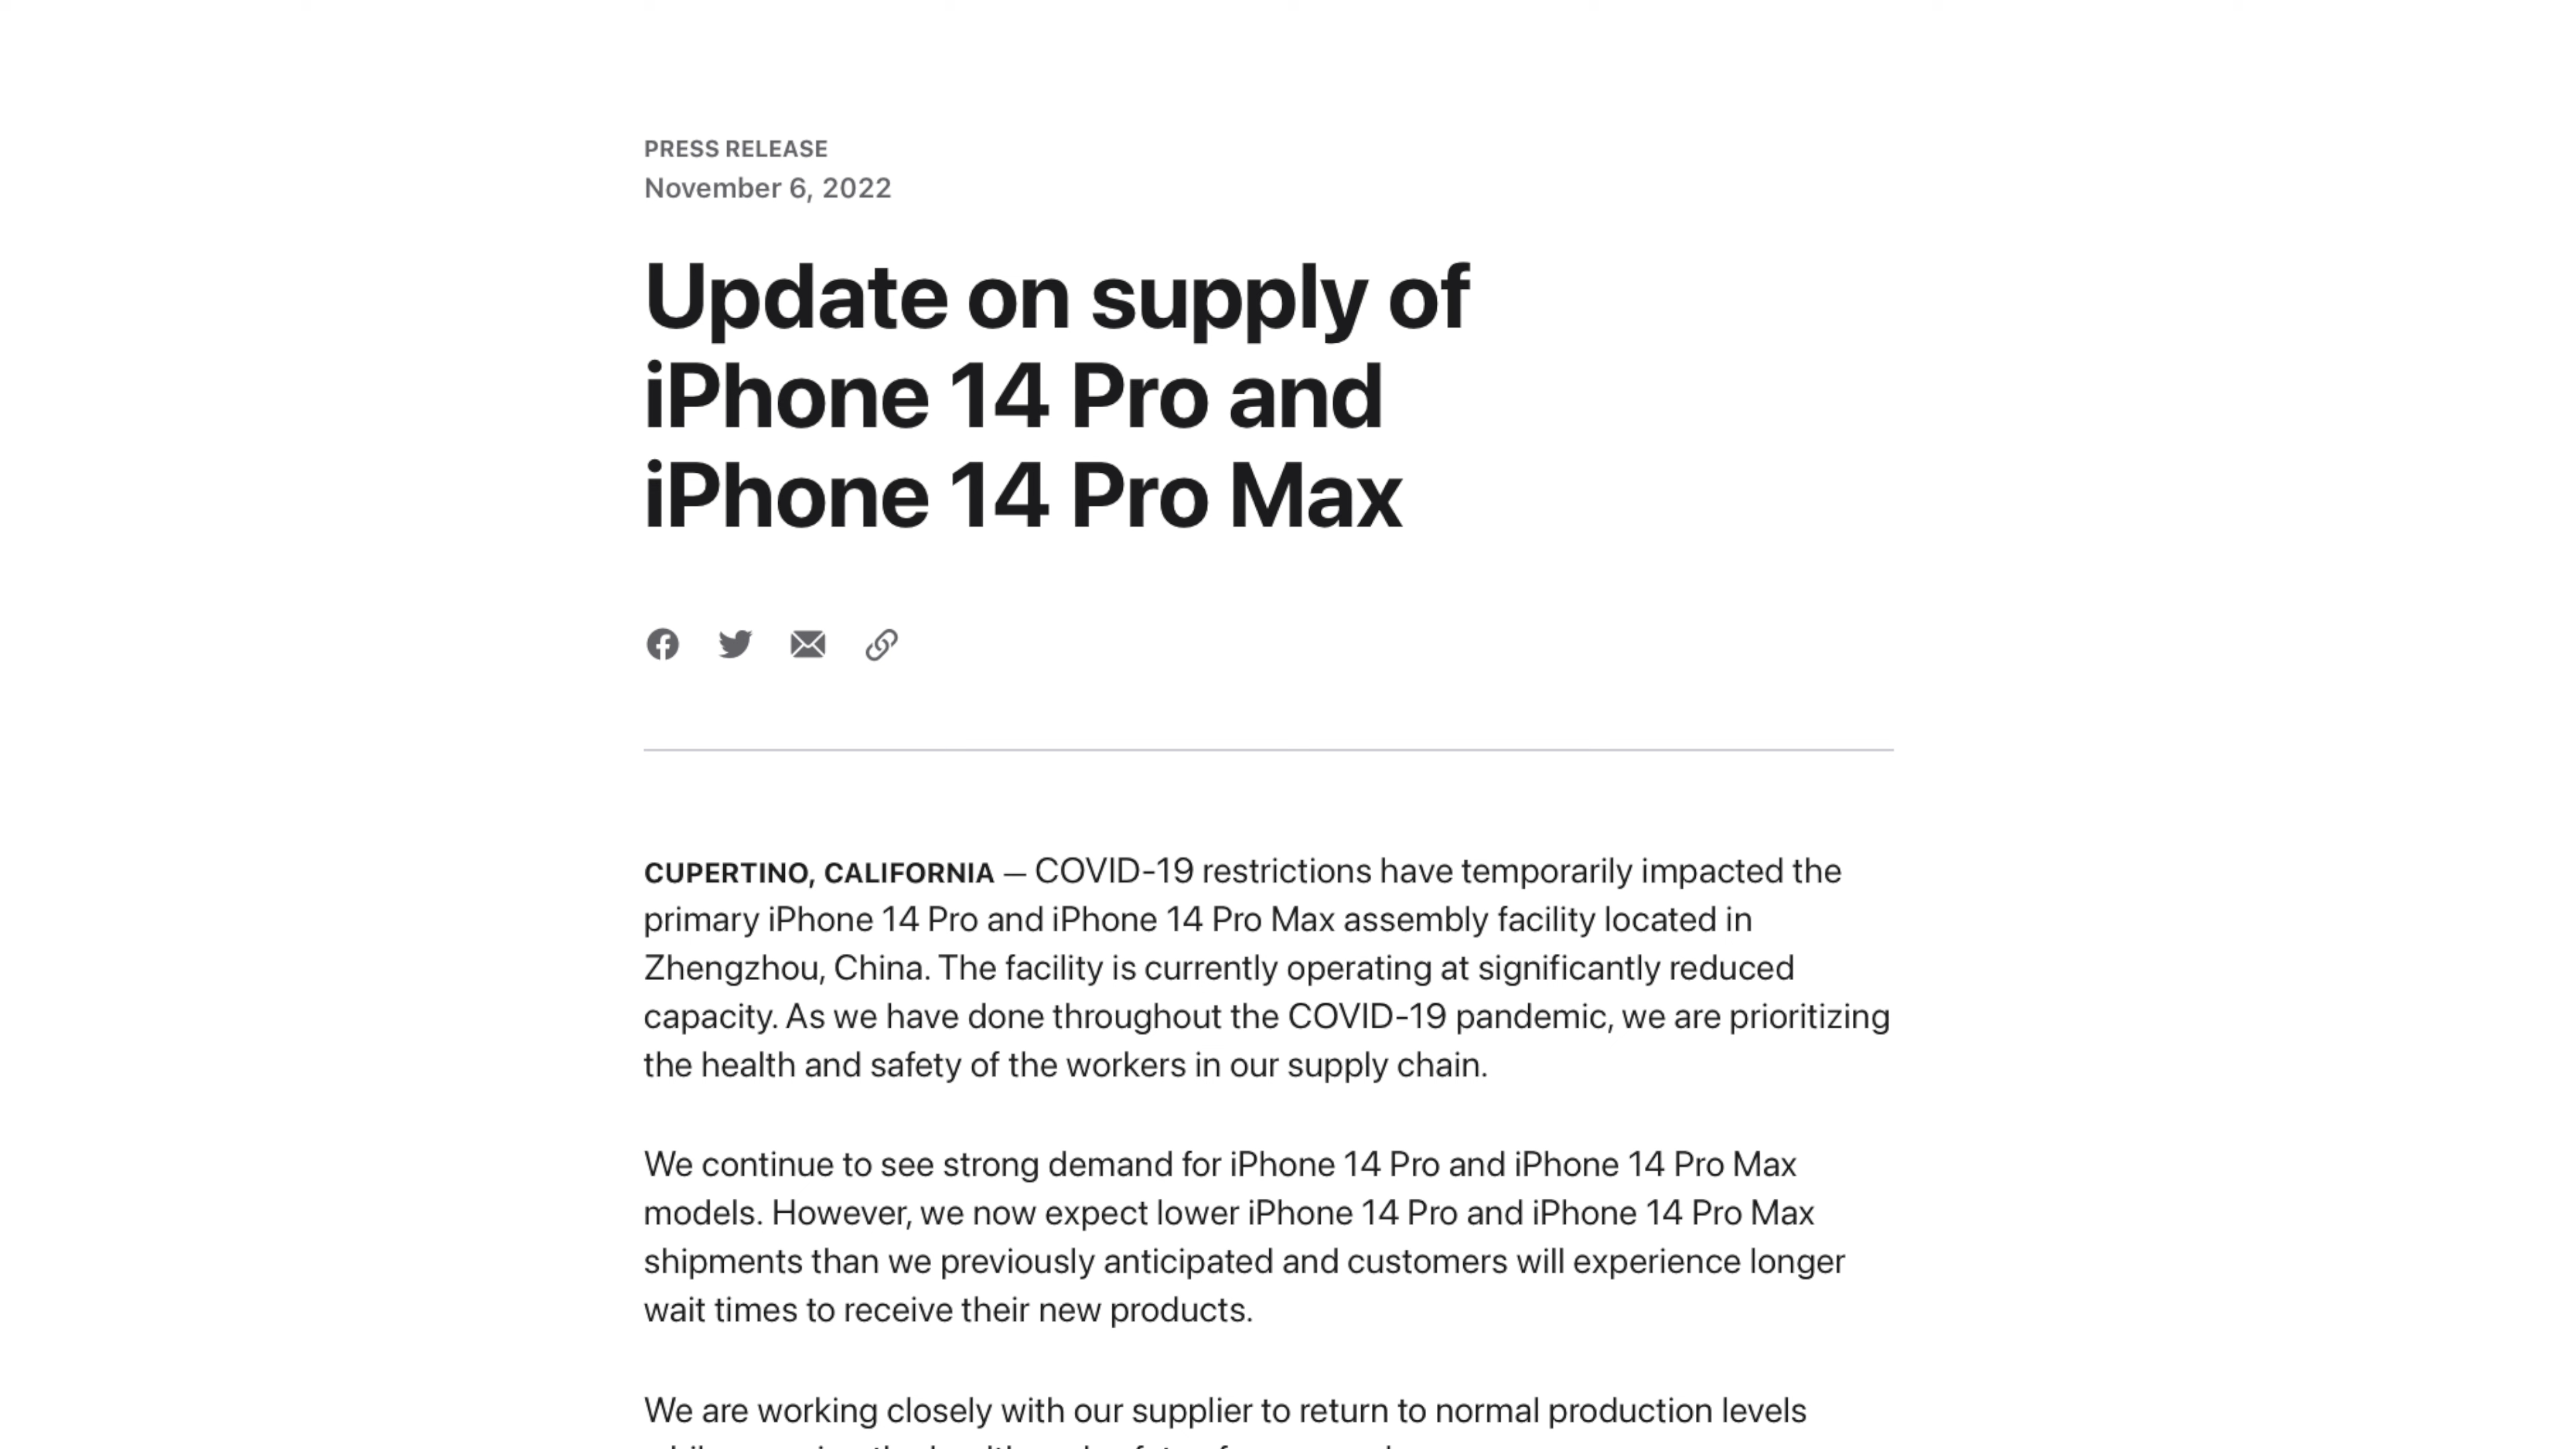 PRESS RELEASE
November 6, 2022
Update on supply of
iPhone 14 Pro and
iPhone 14 Pro Max
CUPERTINO, CALIFORNIA — COVID-19 restrictions have temporarily impacted the
primary iPhone 14 Pro and iPhone 14 Pro Max assembly facility located in
Zhengzhou, China. The facility is currently operating at significantly reduced
capacity. As we have done throughout the COVID-19 pandemic, we are prioritizing
the health and safety of the workers in our supply chain.
We continue to see strong demand for iPhone 14 Pro and iPhone 14 Pro Max
models. However, we now expect lower iPhone 14 Pro and iPhone 14 Pro Max
shipments than we previously anticipated and customers will experience longer
wait times to receive their new products.
We are working closely with our supplier to return to normal production levels